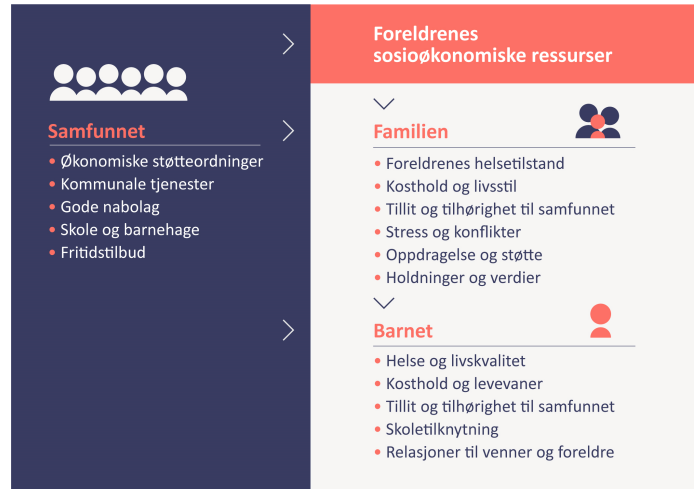 Samfunnet
• Økonomiske støtteordninger
• Kommunale tjenester
• Gode nabolag
• Skole og barnehage
• Fritidstilbud
Foreldrenes
sosioøkonomiske ressurser
Familien
• Foreldrenes helsetilstand
• Kosthold og livsstil
• Tillit og tilhørighet til samfunnet
• Stress og konflikter
• Oppdragelse og støtte
• Holdninger og verdier
Barnet
• Helse og livskvalitet
• Kosthold og levevaner
• Tillit og tilhørighet til samfunnet
• Skoletilknytning
• Relasjoner til venner og foreldre